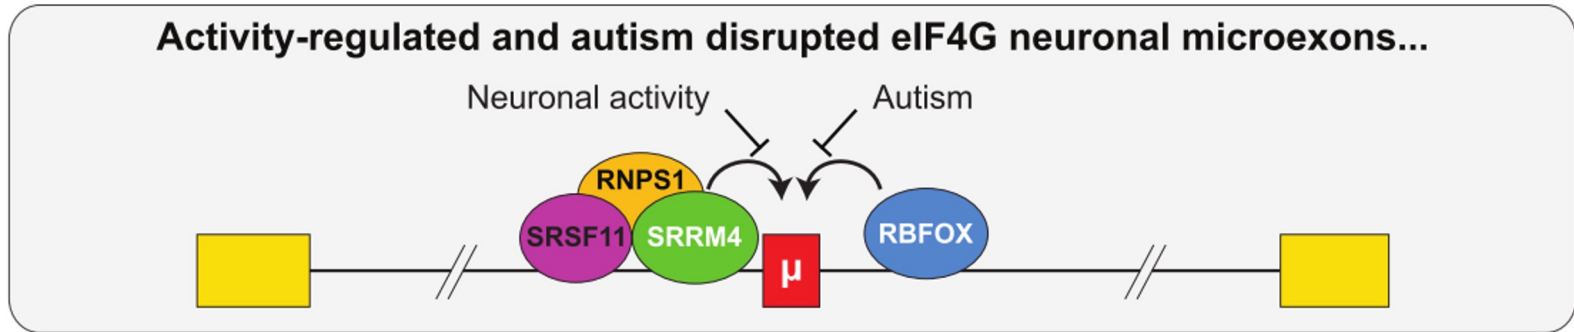 Activity-regulated and autism disrupted eIF4G neuronal microexons...
Neuronal activity
Autism
RNPS1
SRSF11
SRRM4
μ
RBFOX